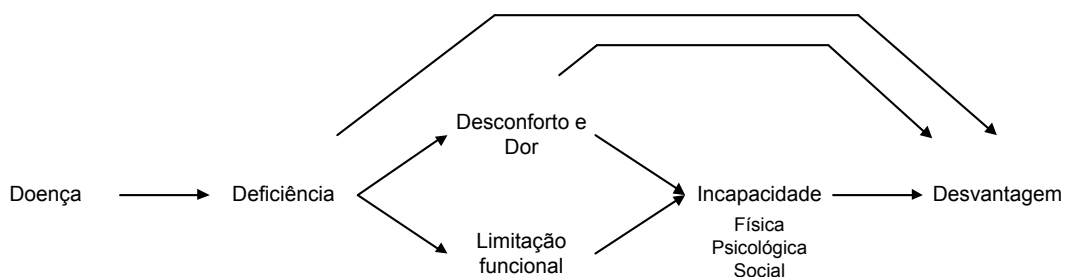 Desconforto e
Dor
Doença
Deficiência
Incapacidade
Desvantagem
Física
Psicológica
Social
Limitação
funcional